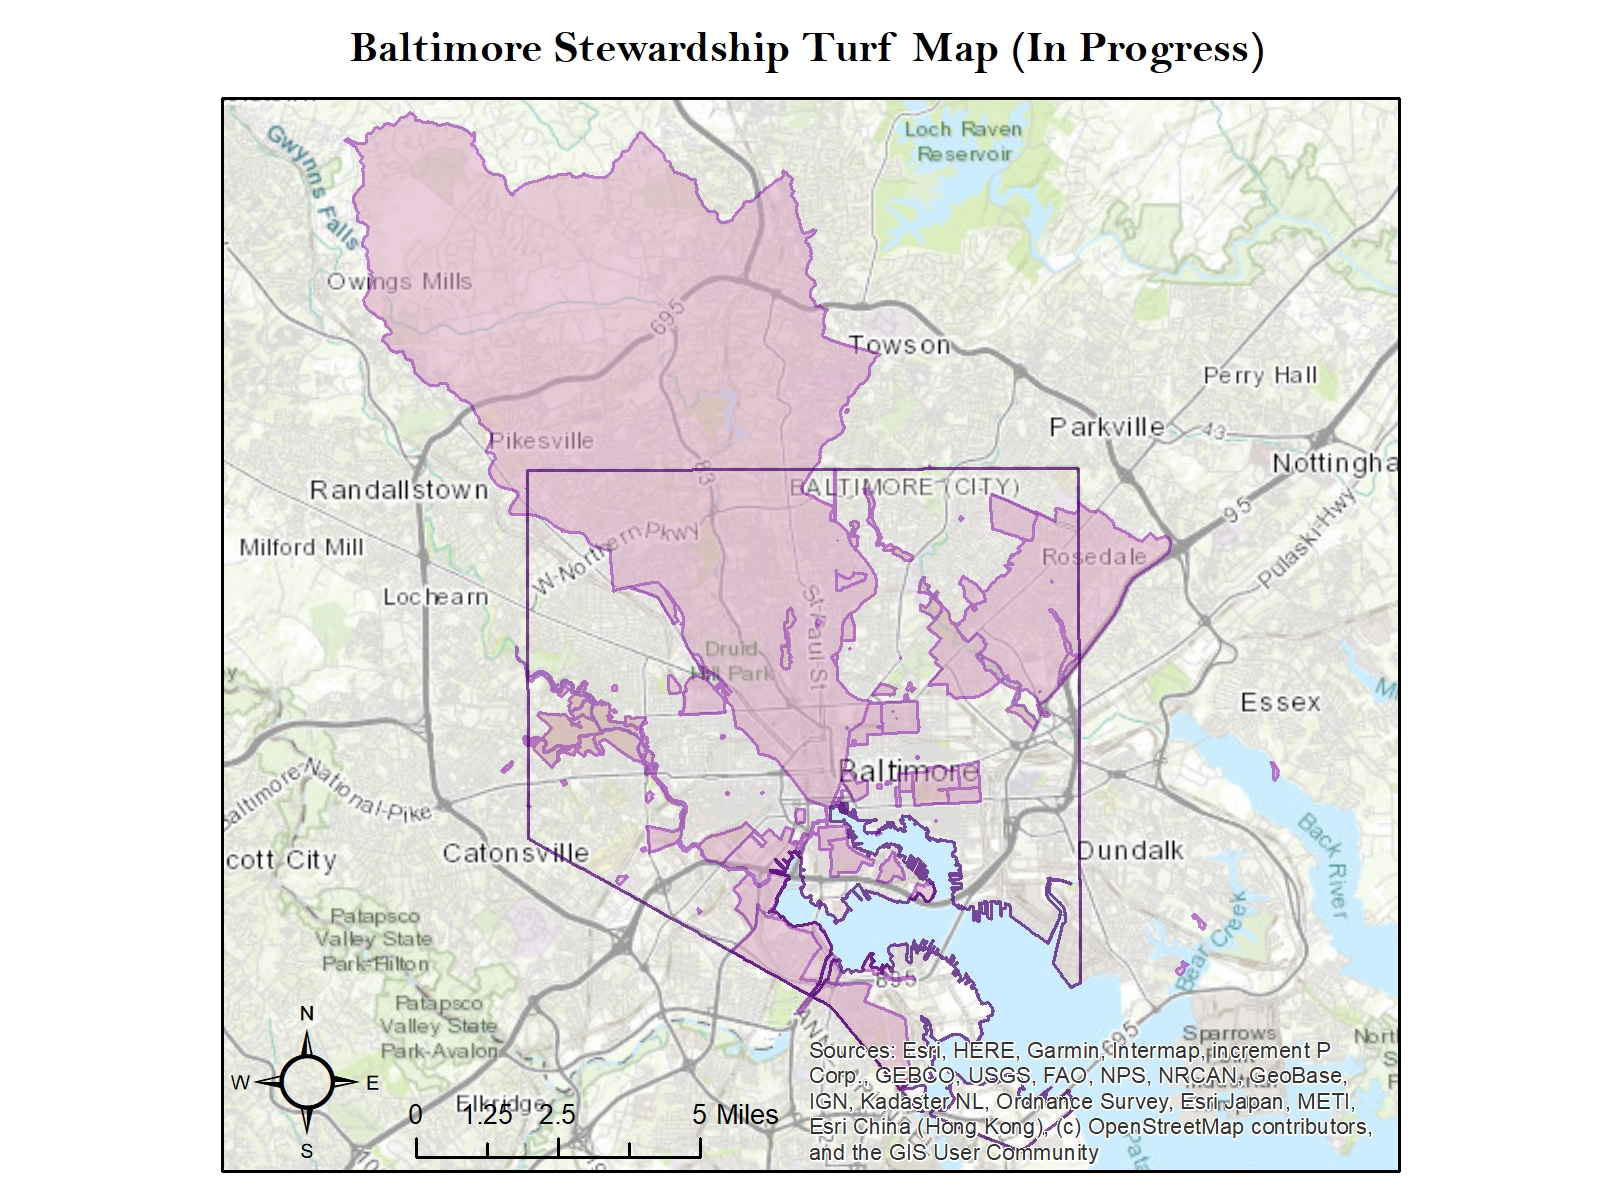 Baltimore Stewardship Turf Map (In Progress)
Gwynns Falls
Loch Raven
Reservoir
Owings Mills
695
Towson
Perry Hall
Parkville
43
Nottingha
Pikesville
83
BALTIMORE (CITY)
Randallstown
95
Pulaski-Hwy
Milford Mill
W-Northern-Pkwy
Rosedale
Lochearn
St-Paul-St
Druid
Hill Park
Essex
Baltimore
Baltimore-National-Pike
Catonsville
cott City
Dundalk
Back River
Patapsco
Valley State
Park-Hilton
Bear Creek
895
Patapsco
Valley State
Park-Avalon
695
Sparrows
Elkridge
N
W
E
S
0 1.25 2.5 5 Miles
Sources: Esri, HERE, Garmin, Intermap, increment P
Corp., GEBCO, USGS, FAO, NPS, NRCAN, GeoBase,
IGN, Kadaster NL, Ordnance Survey, Esri Japan, METI,
Esri China (Hong Kong), (c) OpenStreetMap contributors,
and the GIS User Community